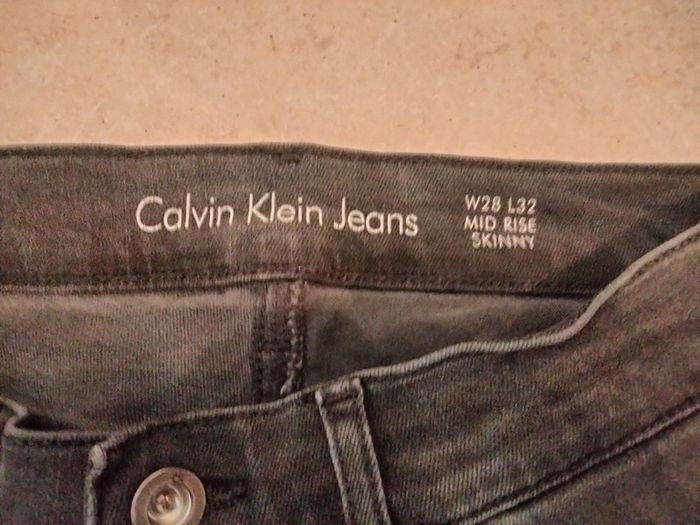 Calvin Klein Jeans
W28 L32
MID RISE
SKINNY